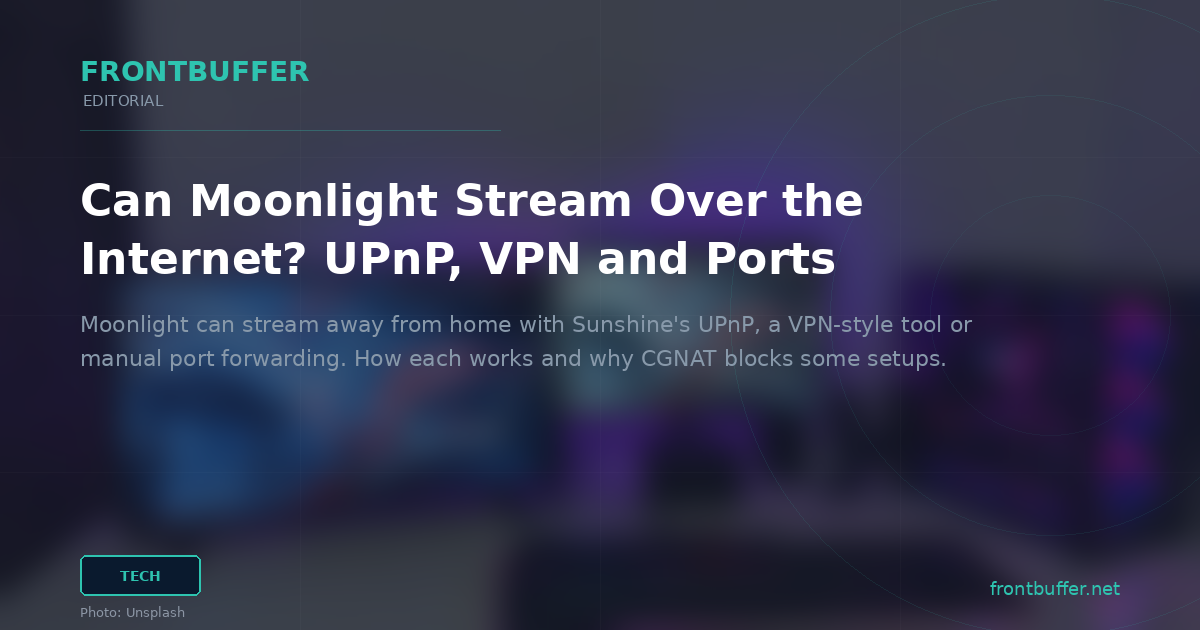 FRONTBUFFER
EDITORIAL
Can Moonlight Stream Over the
Internet? UPnP, VPN and Ports
Moonlight can stream away from home with Sunshine's UPnP, a VPN-style tool or
manual port forwarding. How each works and why CGNAT blocks some setups.
TECH
Photo: Unsplash
frontbuffer.net